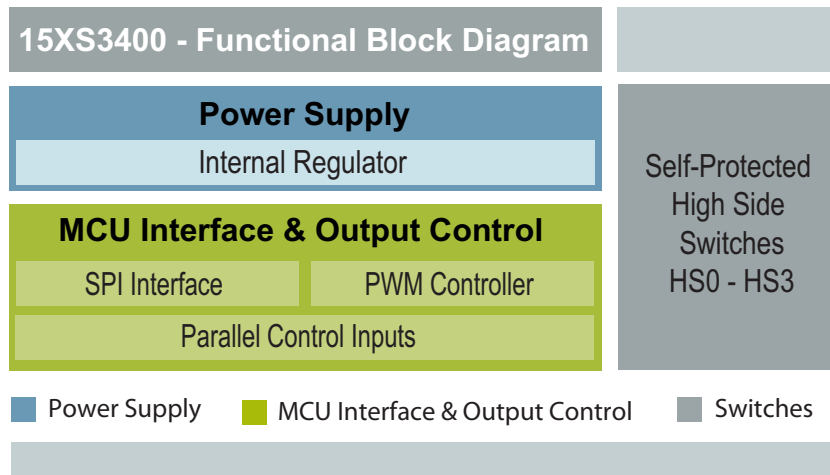 15XS3400 - Functional Block Diagram
Power Supply
Internal Regulator
MCU Interface & Output Control
SPI Interface
PWM Controller
Parallel Control Inputs
Self-Protected
High Side
Switches
HS0 - HS3
Power Supply
MCU Interface & Output Control
Switches